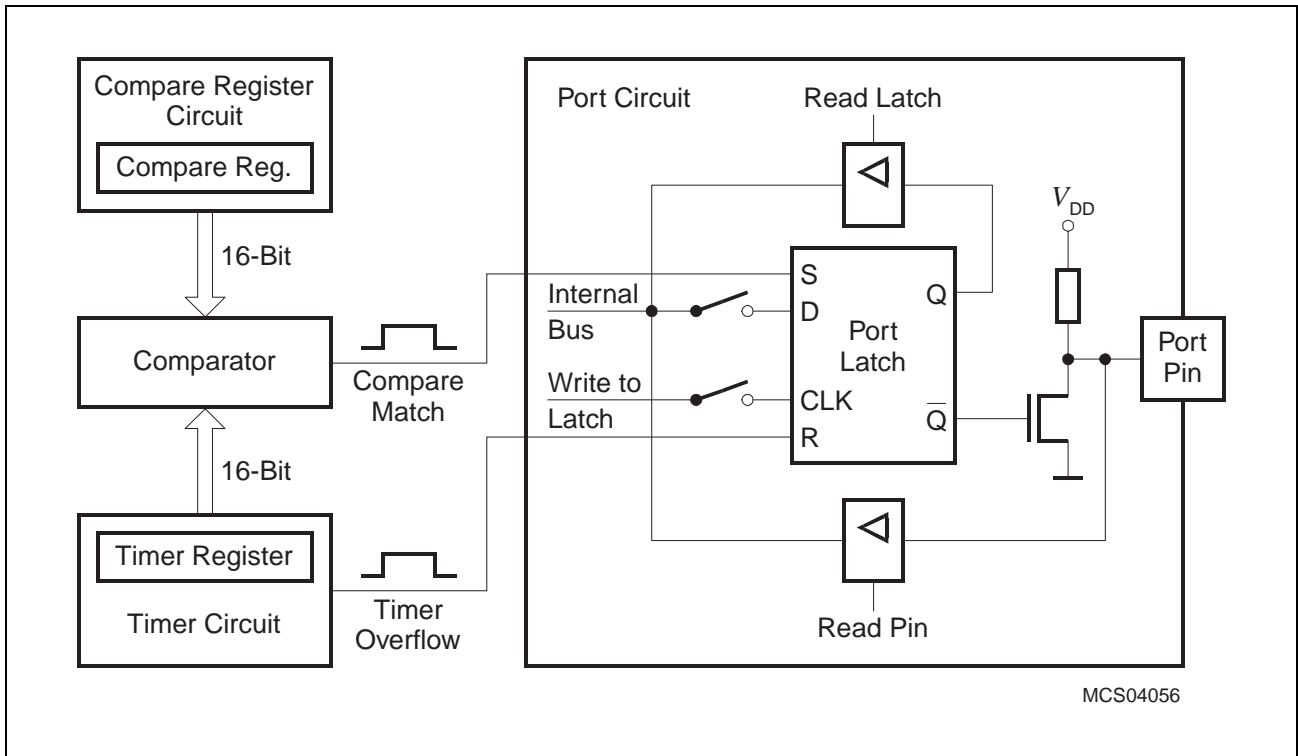 Compare Register
Circuit
Compare Reg.
16-Bit
Comparator
Compare
Match
16-Bit
Timer Register
Timer Circuit
Timer
Overflow
Port Circuit
Read Latch
Internal
Bus
Write to
Latch
S
D
CLK
R
Port
Latch
Q
Q̅
VDD
Port
Pin
Read Pin
MCS04056